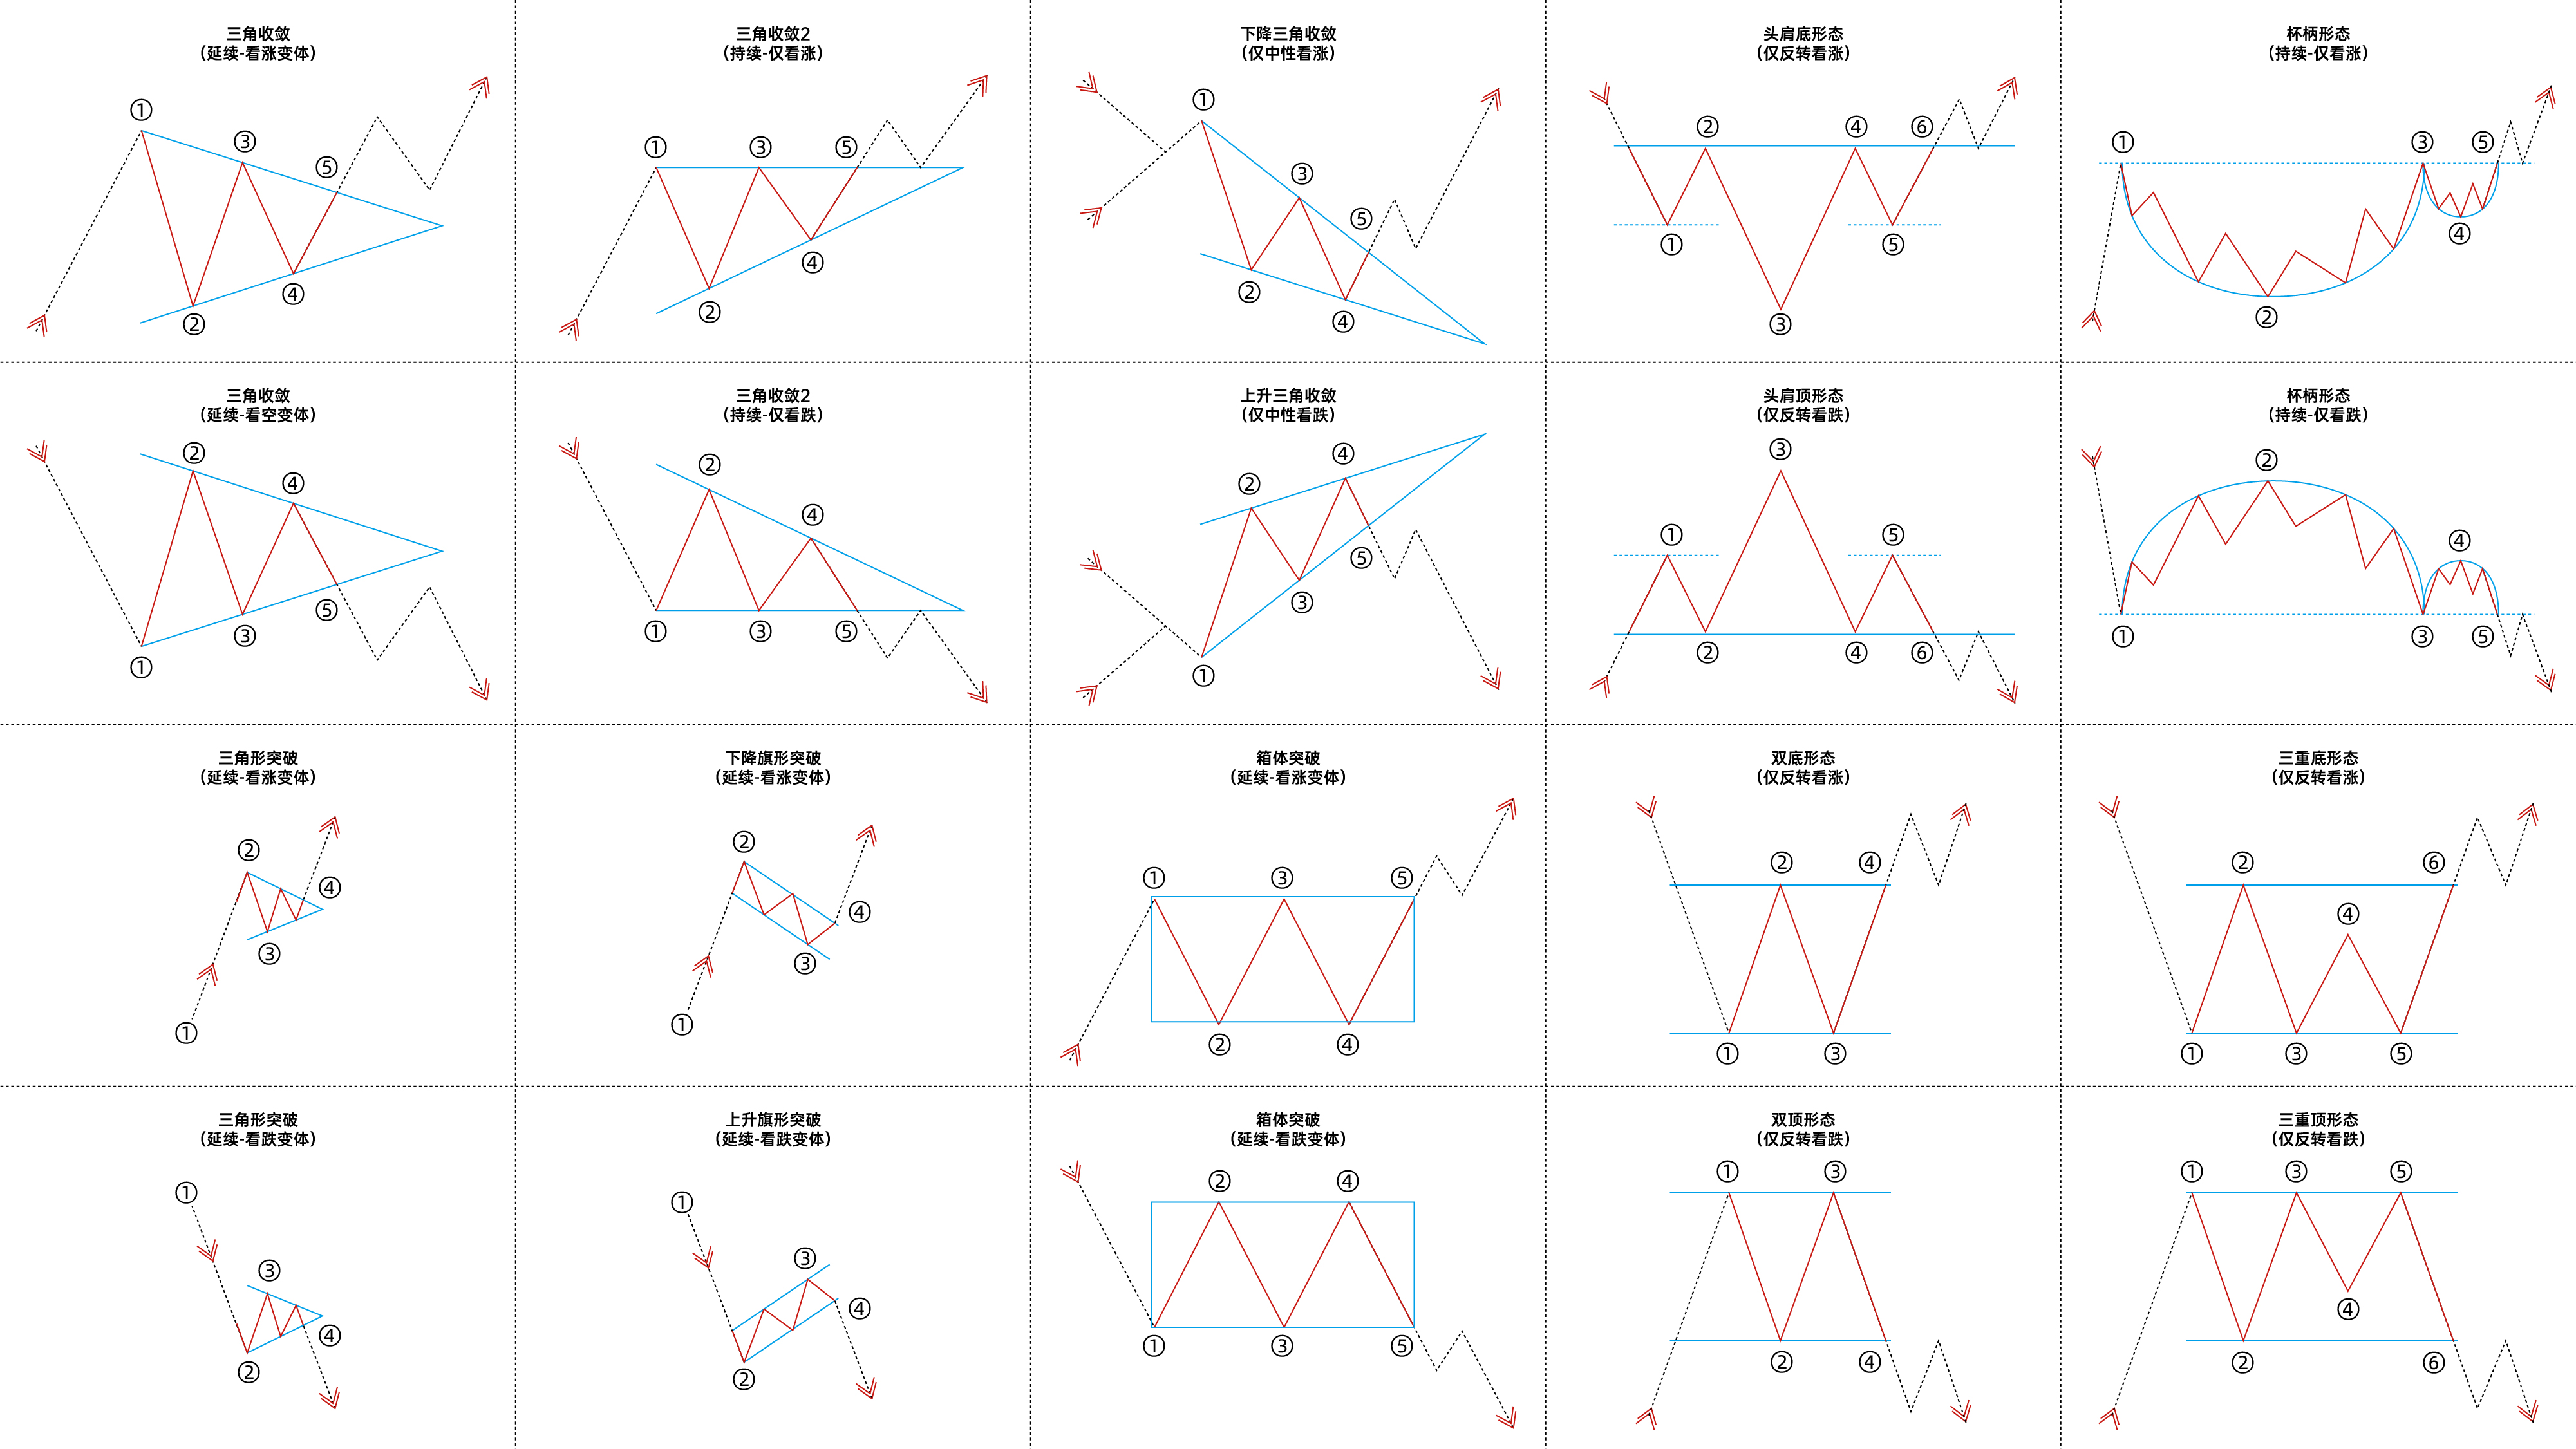 三角收敛
(延续-看涨变体)
①
③
⑤
②
④
三角收敛2
(持续-仅看涨)
①
③
⑤
④
②
下降三角收敛
(仅中性看涨)
①
③
⑤
②
④
头肩底形态
(仅反转看涨)
②
④
⑥
①
⑤
③
杯柄形态
(持续-仅看涨)
①
③
⑤
④
②
三角收敛
(延续-看空变体)
②
④
⑤
③
①
三角收敛2
(持续-仅看跌)
②
④
①
③
⑤
上升三角收敛
(仅中性看跌)
④
②
⑤
③
①
头肩顶形态
(仅反转看跌)
③
①
⑤
②
④
⑥
杯柄形态
(持续-仅看跌)
②
④
①
③
⑤
三角形突破
(延续-看涨变体)
②
④
③
①
下降旗形突破
(延续-看涨变体)
②
④
③
①
箱体突破
(延续-看涨变体)
①
③
⑤
②
④
双底形态
(仅反转看涨)
②
④
①
③
三重底形态
(仅反转看涨)
②
⑥
④
①
③
⑤
三角形突破
(延续-看跌变体)
①
③
④
②
上升旗形突破
(延续-看跌变体)
①
③
④
②
箱体突破
(延续-看跌变体)
②
④
①
③
⑤
双顶形态
(仅反转看跌)
①
③
②
④
三重顶形态
(仅反转看跌)
①
③
⑤
④
②
⑥